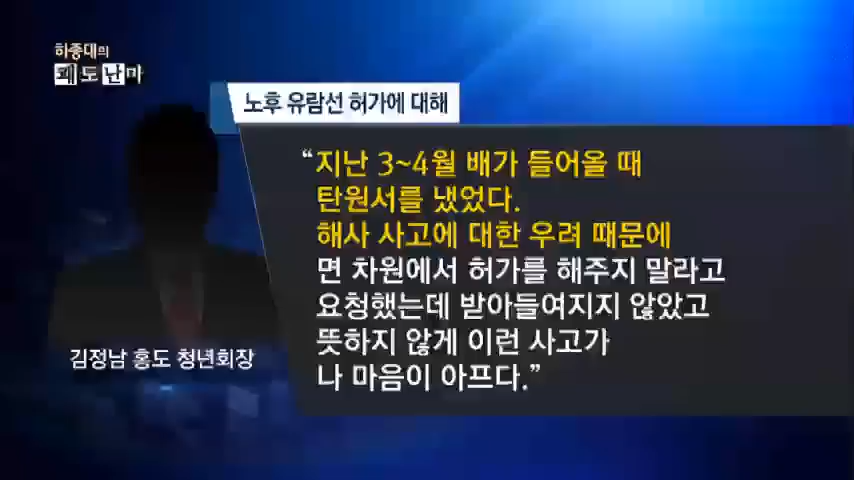 하종대의
쾌도난마
노후 유람선 허가에 대해
“지난 3~4월 배가 들어올 때
탄원서를 냈었다.
해사 사고에 대한 우려 때문에
면 차원에서 허가를 해주지 말라고
요청했는데 받아들여지지 않았고
뜻하지 않게 이런 사고가
나 마음이 아프다.”
김정남 홍도 청년회장